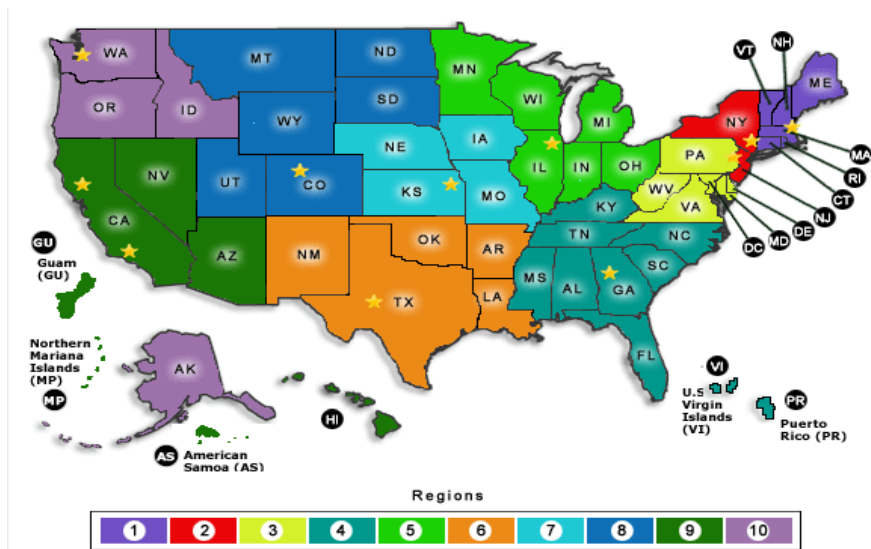 WA
MT
ND
MN
VT
NH
ME
OR
ID
SD
WI
MI
NY
WY
MA
RI
CT
NJ
DE
MD
DC
NE
IA
PA
NV
UT
CO
IL
IN
OH
WV
VA
CA
KS
MO
KY
AZ
NM
OK
AR
TN
NC
SC
TX
LA
MS
AL
GA
FL
GU
Guam
(GU)
Northern
Mariana
Islands
(MP)
MP
AK
AS
American
Samoa (AS)
HI
VI
U.S
Virgin
Islands
(VI)
PR
Puerto
Rico (PR)
Regions
1 2 3 4 5 6 7 8 9 10